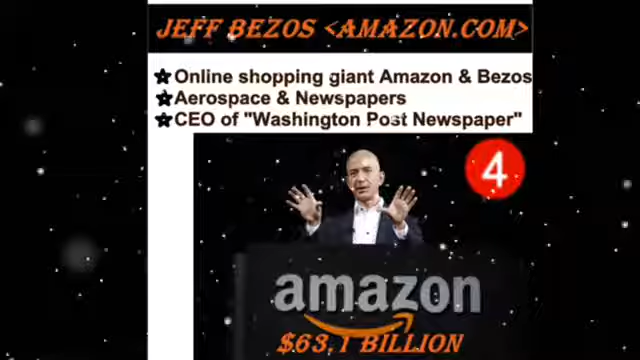 JEFF BEZOS <AMAZON.COM>
Online shopping giant Amazon & Bezos
Aerospace & Newspapers
CEO of "Washington Post Newspaper"
4
amazon
$63.1 BILLION